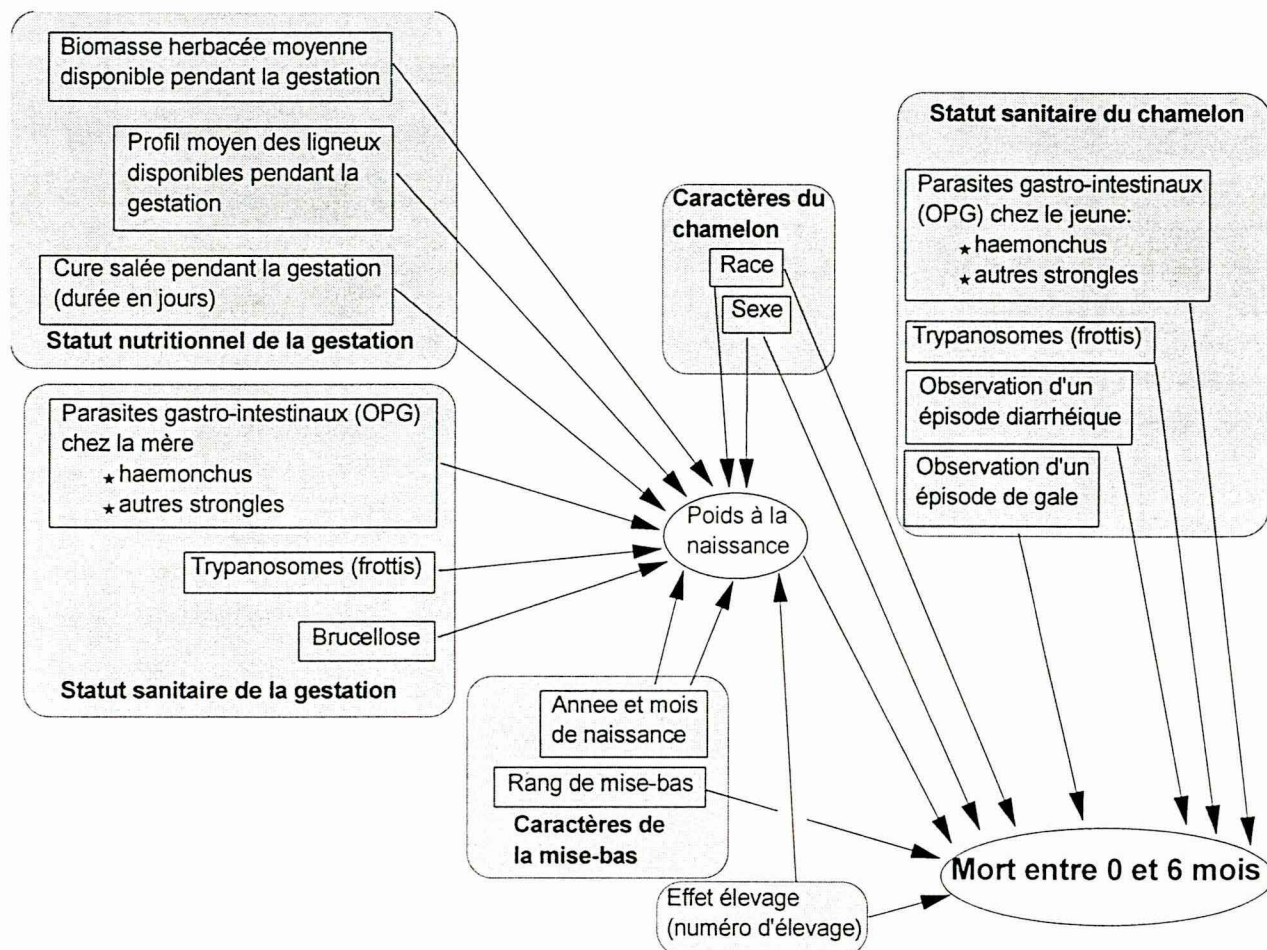 Biomasse herbacée moyenne
disponible pendant la gestation
Profil moyen des ligneux
disponibles pendant la
gestation
Cure salée pendant la gestation
(durée en jours)
Statut nutritionnel de la gestation
Parasites gastro-intestinaux (OPG)
chez la mère
★ haemonchus
★ autres strongles
Trypanosomes (frottis)
Brucellose
Statut sanitaire de la gestation
Caractères du
chamelon
Race
Sexe
Poids à la
naissance
Annee et mois
de naissance
Rang de mise-bas
Caractères de
la mise-bas
Effet élevage
(numéro d'élevage)
Statut sanitaire du chamelon
Parasites gastro-intestinaux
(OPG) chez le jeune:
★ haemonchus
★ autres strongles
Trypanosomes (frottis)
Observation d'un
épisode diarrhéique
Observation d'un
épisode de gale
Mort entre 0 et 6 mois